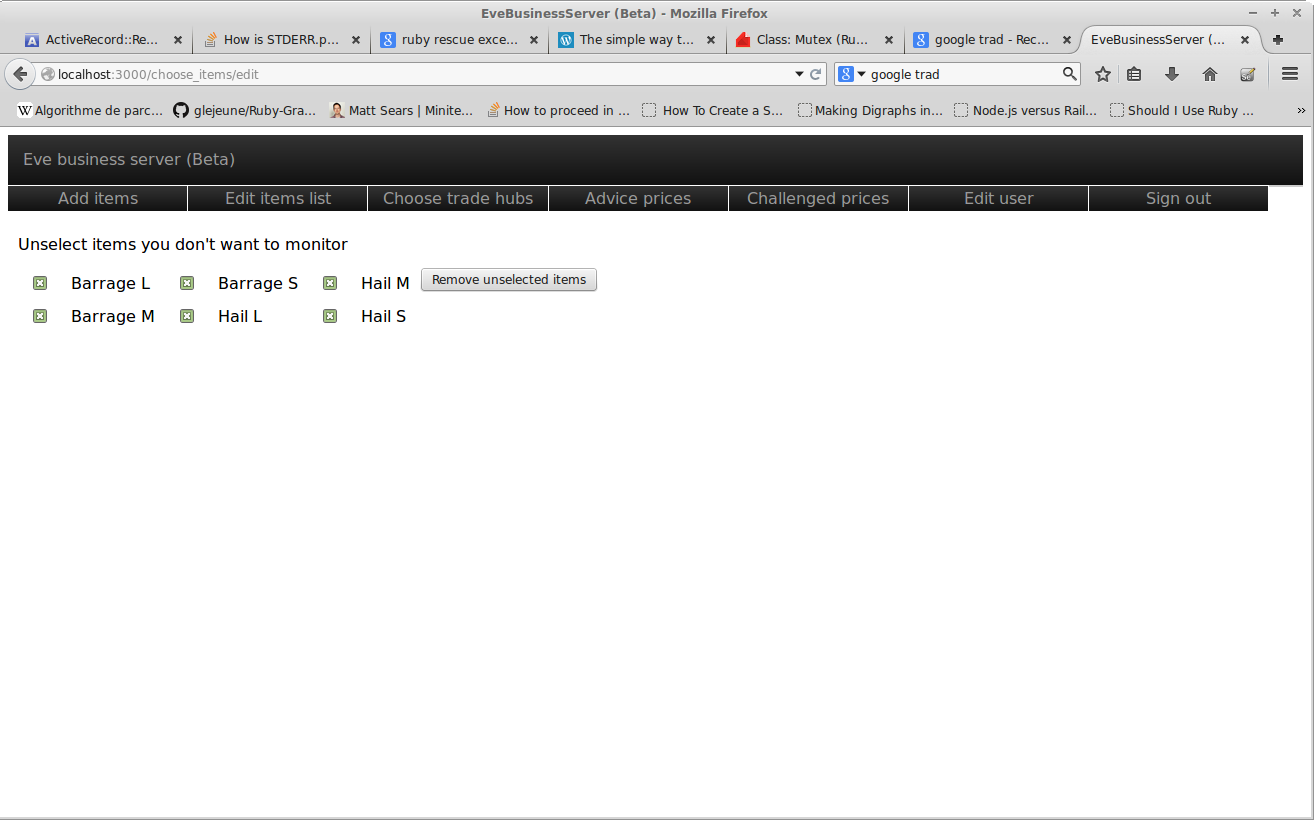 EveBusinessServer (Beta) - Mozilla Firefox
ActiveRecord::Re... How is STDERR.p... ruby rescue exce... The simple way t... Class: Mutex (Ru... google trad - Rec... EveBusinessServer (...
localhost:3000/choose_items/edit google trad
Algorithme de parc... glejeune/Ruby-Gra... Matt Sears | Minite... How to proceed in ... How To Create a S... Making Digraphs in... Node.js versus Rail... Should I Use Ruby ...
Eve business server (Beta)
Add items Edit items list Choose trade hubs Advice prices Challenged prices Edit user Sign out
Unselect items you don't want to monitor
Barrage L Barrage S Hail M Remove unselected items
Barrage M Hail L Hail S